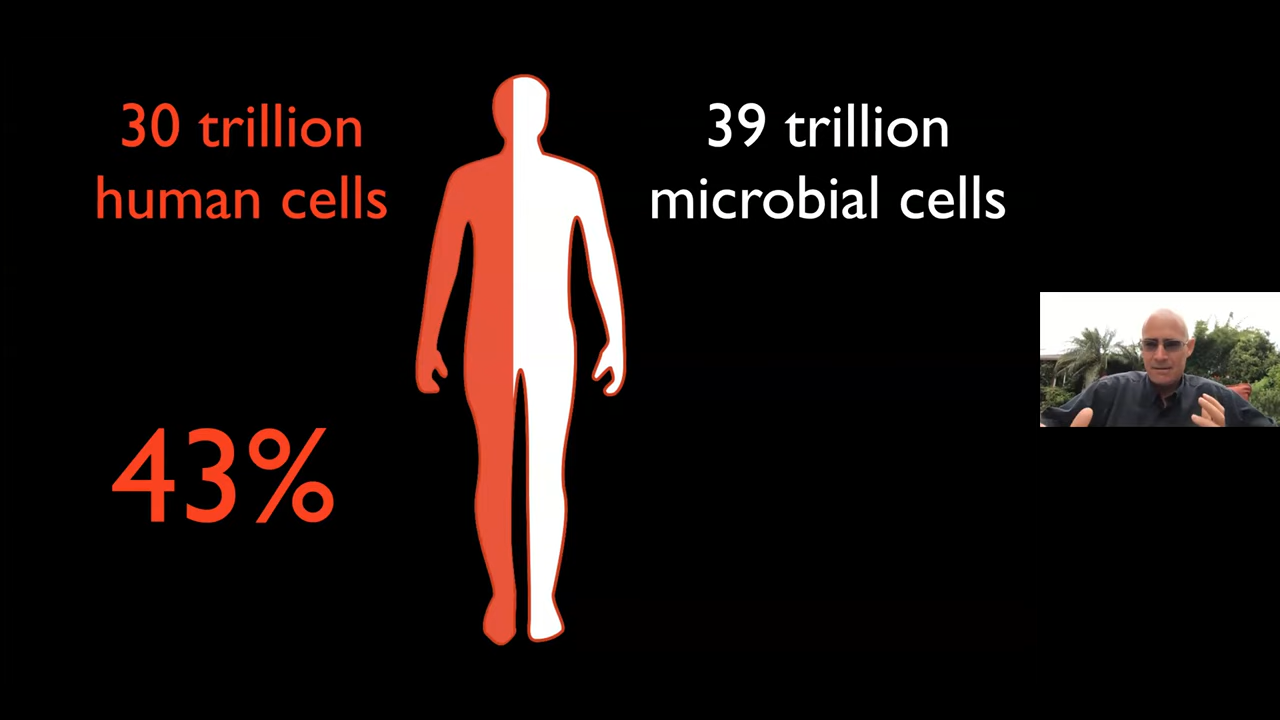 30 trillion
human cells
39 trillion
microbial cells
43%